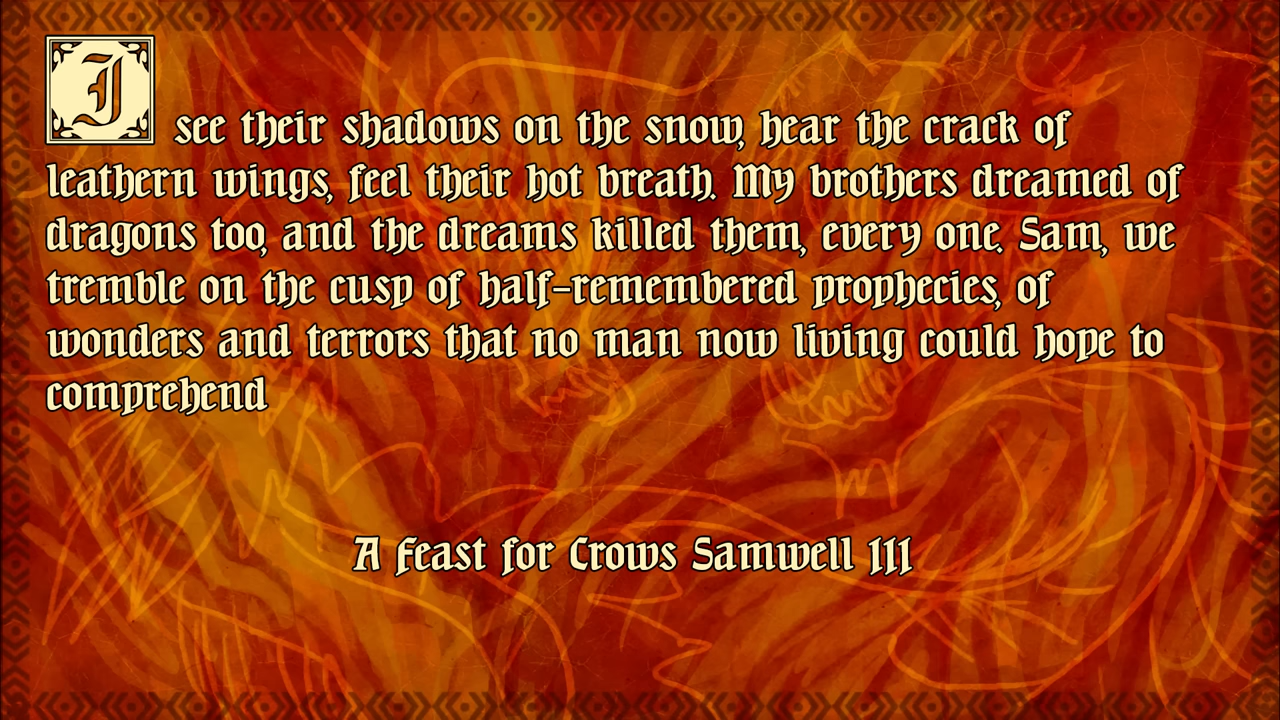 I see their shadows on the snow, hear the crack of
leathern wings, feel their hot breath. My brothers dreamed of
dragons too, and the dreams killed them, every one. Sam, we
tremble on the cusp of half-remembered prophecies, of
wonders and terrors that no man now living could hope to
comprehend
A Feast for Crows Samwell III